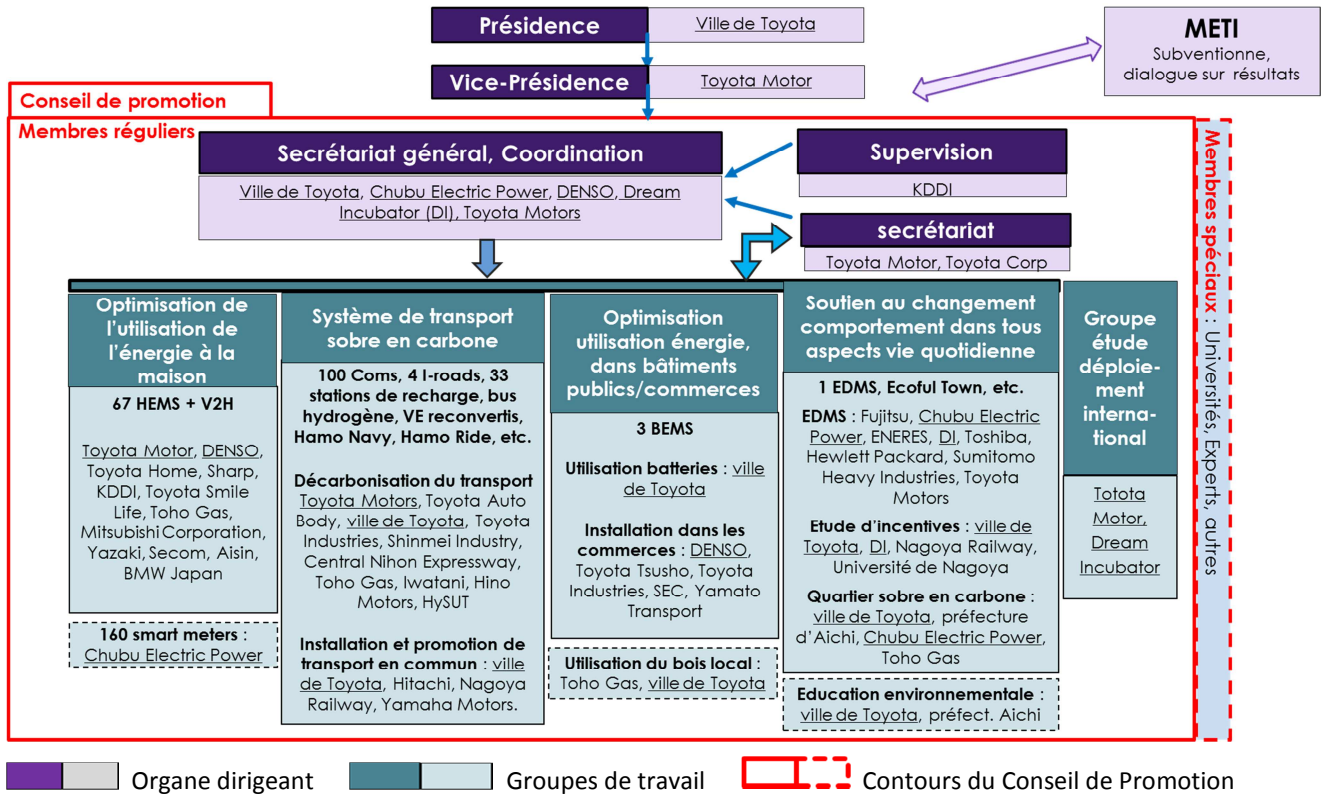 Présidence
Ville de Toyota
METI
Subventionne,
dialogue sur résultats
Vice-Présidence
Toyota Motor
Conseil de promotion
Membres réguliers
Secrétariat général, Coordination
Ville de Toyota, Chubu Electric Power, DENSO, Dream
Incubator (DI), Toyota Motors
Supervision
KDDI
secrétariat
Toyota Motor, Toyota Corp
Membres spéciaux : Universités, Experts, autres
Optimisation de
l'utilisation de
l'énergie à la
maison
67 HEMS + V2H
Toyota Motor, DENSO,
Toyota Home, Sharp,
KDDI, Toyota Smile
Life, Toho Gas,
Mitsubishi Corporation,
Yazaki, Secom, Aisin,
BMW Japan
160 smart meters :
Chubu Electric Power
Système de transport
sobre en carbone
100 Coms, 4 I-roads, 33
stations de recharge, bus
hydrogène, VE reconvertis,
Hamo Navy, Hamo Ride, etc.
Décarbonisation du transport
Toyota Motors, Toyota Auto
Body, ville de Toyota, Toyota
Industries, Shinmei Industry,
Central Nihon Expressway,
Toho Gas, Iwatani, Hino
Motors, HySUT
Installation et promotion de
transport en commun : ville
de Toyota, Hitachi, Nagoya
Railway, Yamaha Motors.
Optimisation
utilisation énergie,
dans bâtiments
publics/commerces
3 BEMS
Utilisation batteries : ville
de Toyota
Installation dans les
commerces : DENSO,
Toyota Tsusho, Toyota
Industries, SEC, Yamato
Transport
Utilisation du bois local :
Toho Gas, ville de Toyota
Soutien au changement
comportement dans tous
aspects vie quotidienne
1 EDMS, Ecoful Town, etc.
EDMS : Fujitsu, Chubu Electric
Power, ENERES, DI, Toshiba,
Hewlett Packard, Sumitomo
Heavy Industries, Toyota
Motors
Etude d'incentives : ville de
Toyota, DI, Nagoya Railway,
Université de Nagoya
Quartier sobre en carbone :
ville de Toyota, préfecture
d'Aichi, Chubu Electric Power,
Toho Gas
Education environnementale :
ville de Toyota, préfect. Aichi
Groupe
étude
déploie-
ment
interna-
tional
Totota
Motor,
Dream
Incubator
Organe dirigeant
Groupes de travail
Contours du Conseil de Promotion